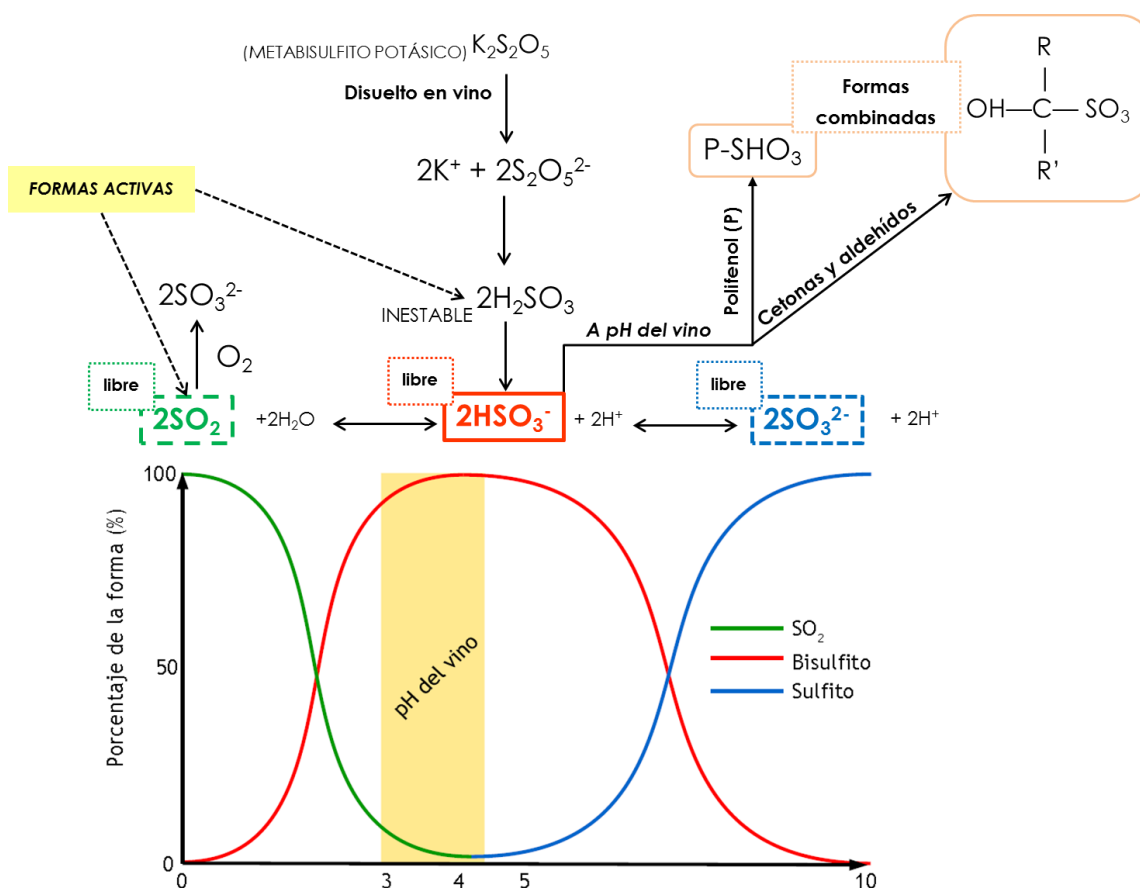 (METABISULFITO POTÁSICO) K₂S₂O₅
Disuelto en vino
2K⁺ + 2S₂O₅²⁻
FORMAS ACTIVAS
Formas
combinadas
R
OH—C—SO₃
R’
P-SHO₃
Polifenol (P)
Cetonas y aldehídos
A pH del vino
2SO₃²⁻
O₂
INESTABLE 2H₂SO₃
libre
libre
libre
2SO₂ +2H₂O 2HSO₃⁻ + 2H⁺ 2SO₃²⁻ + 2H⁺
Porcentaje de la forma (%)
100
50
0
pH del vino
SO₂
Bisulfito
Sulfito
0 3 4 5 10